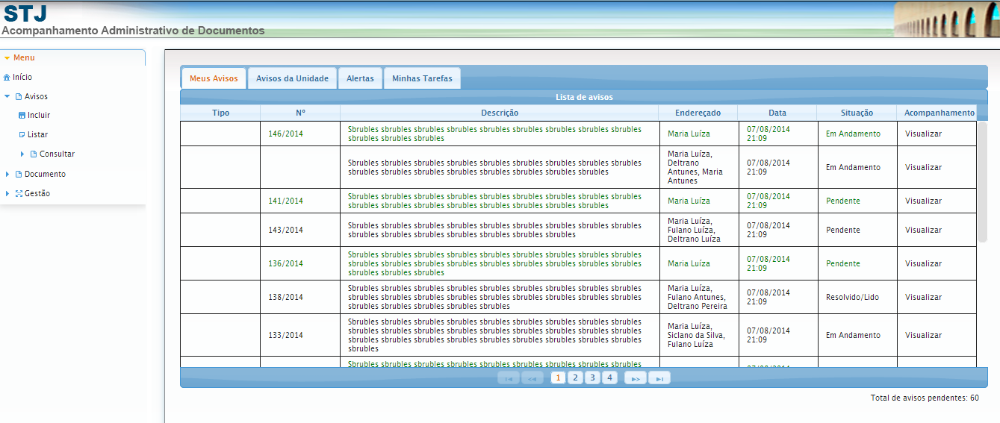 STJ
Acompanhamento Administrativo de Documentos
Menu
Início
Avisos
Incluir
Listar
Consultar
Documento
Gestão
Meus Avisos Avisos da Unidade Alertas Minhas Tarefas
Lista de avisos
Tipo Nº Descrição Endereçado Data Situação Acompanhamento
146/2014
Sbrubles sbrubles sbrubles sbrubles sbrubles sbrubles sbrubles sbrubles sbrubles
sbrubles sbrubles sbrubles
Maria Luíza
07/08/2014
21:09
Em Andamento
Visualizar
Sbrubles sbrubles sbrubles sbrubles sbrubles sbrubles sbrubles sbrubles sbrubles
sbrubles sbrubles sbrubles sbrubles sbrubles sbrubles sbrubles sbrubles
Maria Luíza,
Deltrano
Antunes, Maria
Antunes
07/08/2014
21:09
Em Andamento
Visualizar
141/2014
Sbrubles sbrubles sbrubles sbrubles sbrubles sbrubles sbrubles sbrubles sbrubles
sbrubles sbrubles sbrubles sbrubles sbrubles sbrubles sbrubles sbrubles
Maria Luíza
07/08/2014
21:09
Pendente
Visualizar
143/2014
Sbrubles sbrubles sbrubles sbrubles sbrubles sbrubles sbrubles sbrubles sbrubles
sbrubles sbrubles sbrubles sbrubles sbrubles sbrubles sbrubles
Maria Luíza,
Fulano Luíza,
Deltrano Luíza
07/08/2014
21:09
Pendente
Visualizar
136/2014
Sbrubles sbrubles sbrubles sbrubles sbrubles sbrubles sbrubles sbrubles sbrubles
sbrubles sbrubles sbrubles sbrubles sbrubles sbrubles sbrubles sbrubles sbrubles
sbrubles sbrubles sbrubles
Maria Luíza
07/08/2014
21:09
Pendente
Visualizar
138/2014
Sbrubles sbrubles sbrubles sbrubles sbrubles sbrubles sbrubles sbrubles sbrubles
sbrubles sbrubles sbrubles sbrubles sbrubles sbrubles sbrubles sbrubles sbrubles
sbrubles sbrubles sbrubles sbrubles sbrubles
Maria Luíza,
Fulano Antunes,
Deltrano Pereira
07/08/2014
21:09
Resolvido/Lido
Visualizar
133/2014
Sbrubles sbrubles sbrubles sbrubles sbrubles sbrubles sbrubles sbrubles sbrubles
sbrubles sbrubles sbrubles sbrubles sbrubles sbrubles sbrubles sbrubles sbrubles
sbrubles sbrubles sbrubles sbrubles sbrubles sbrubles sbrubles sbrubles sbrubles
sbrubles
Maria Luíza,
Siclano da Silva,
Fulano Luíza
07/08/2014
21:09
Em Andamento
Visualizar
Sbrubles sbrubles sbrubles sbrubles sbrubles sbrubles sbrubles sbrubles sbrubles
1 2 3 4
Total de avisos pendentes: 60